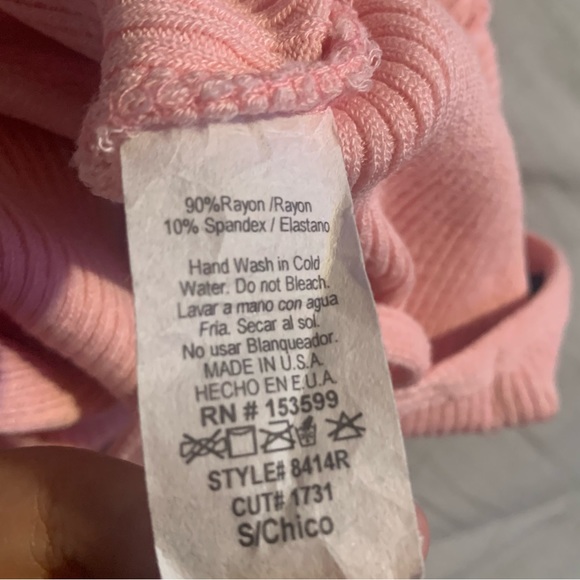 90%Rayon /Rayon
10% Spandex / Elastano
Hand Wash in Cold
Water. Do not Bleach.
Lavar a mano con agua
Fria. Secar al sol.
No usar Blanqueador.
MADE IN U.S.A.
HECHO EN E.U.A.
RN # 153599
STYLE# 8414R
CUT# 1731
S/Chico